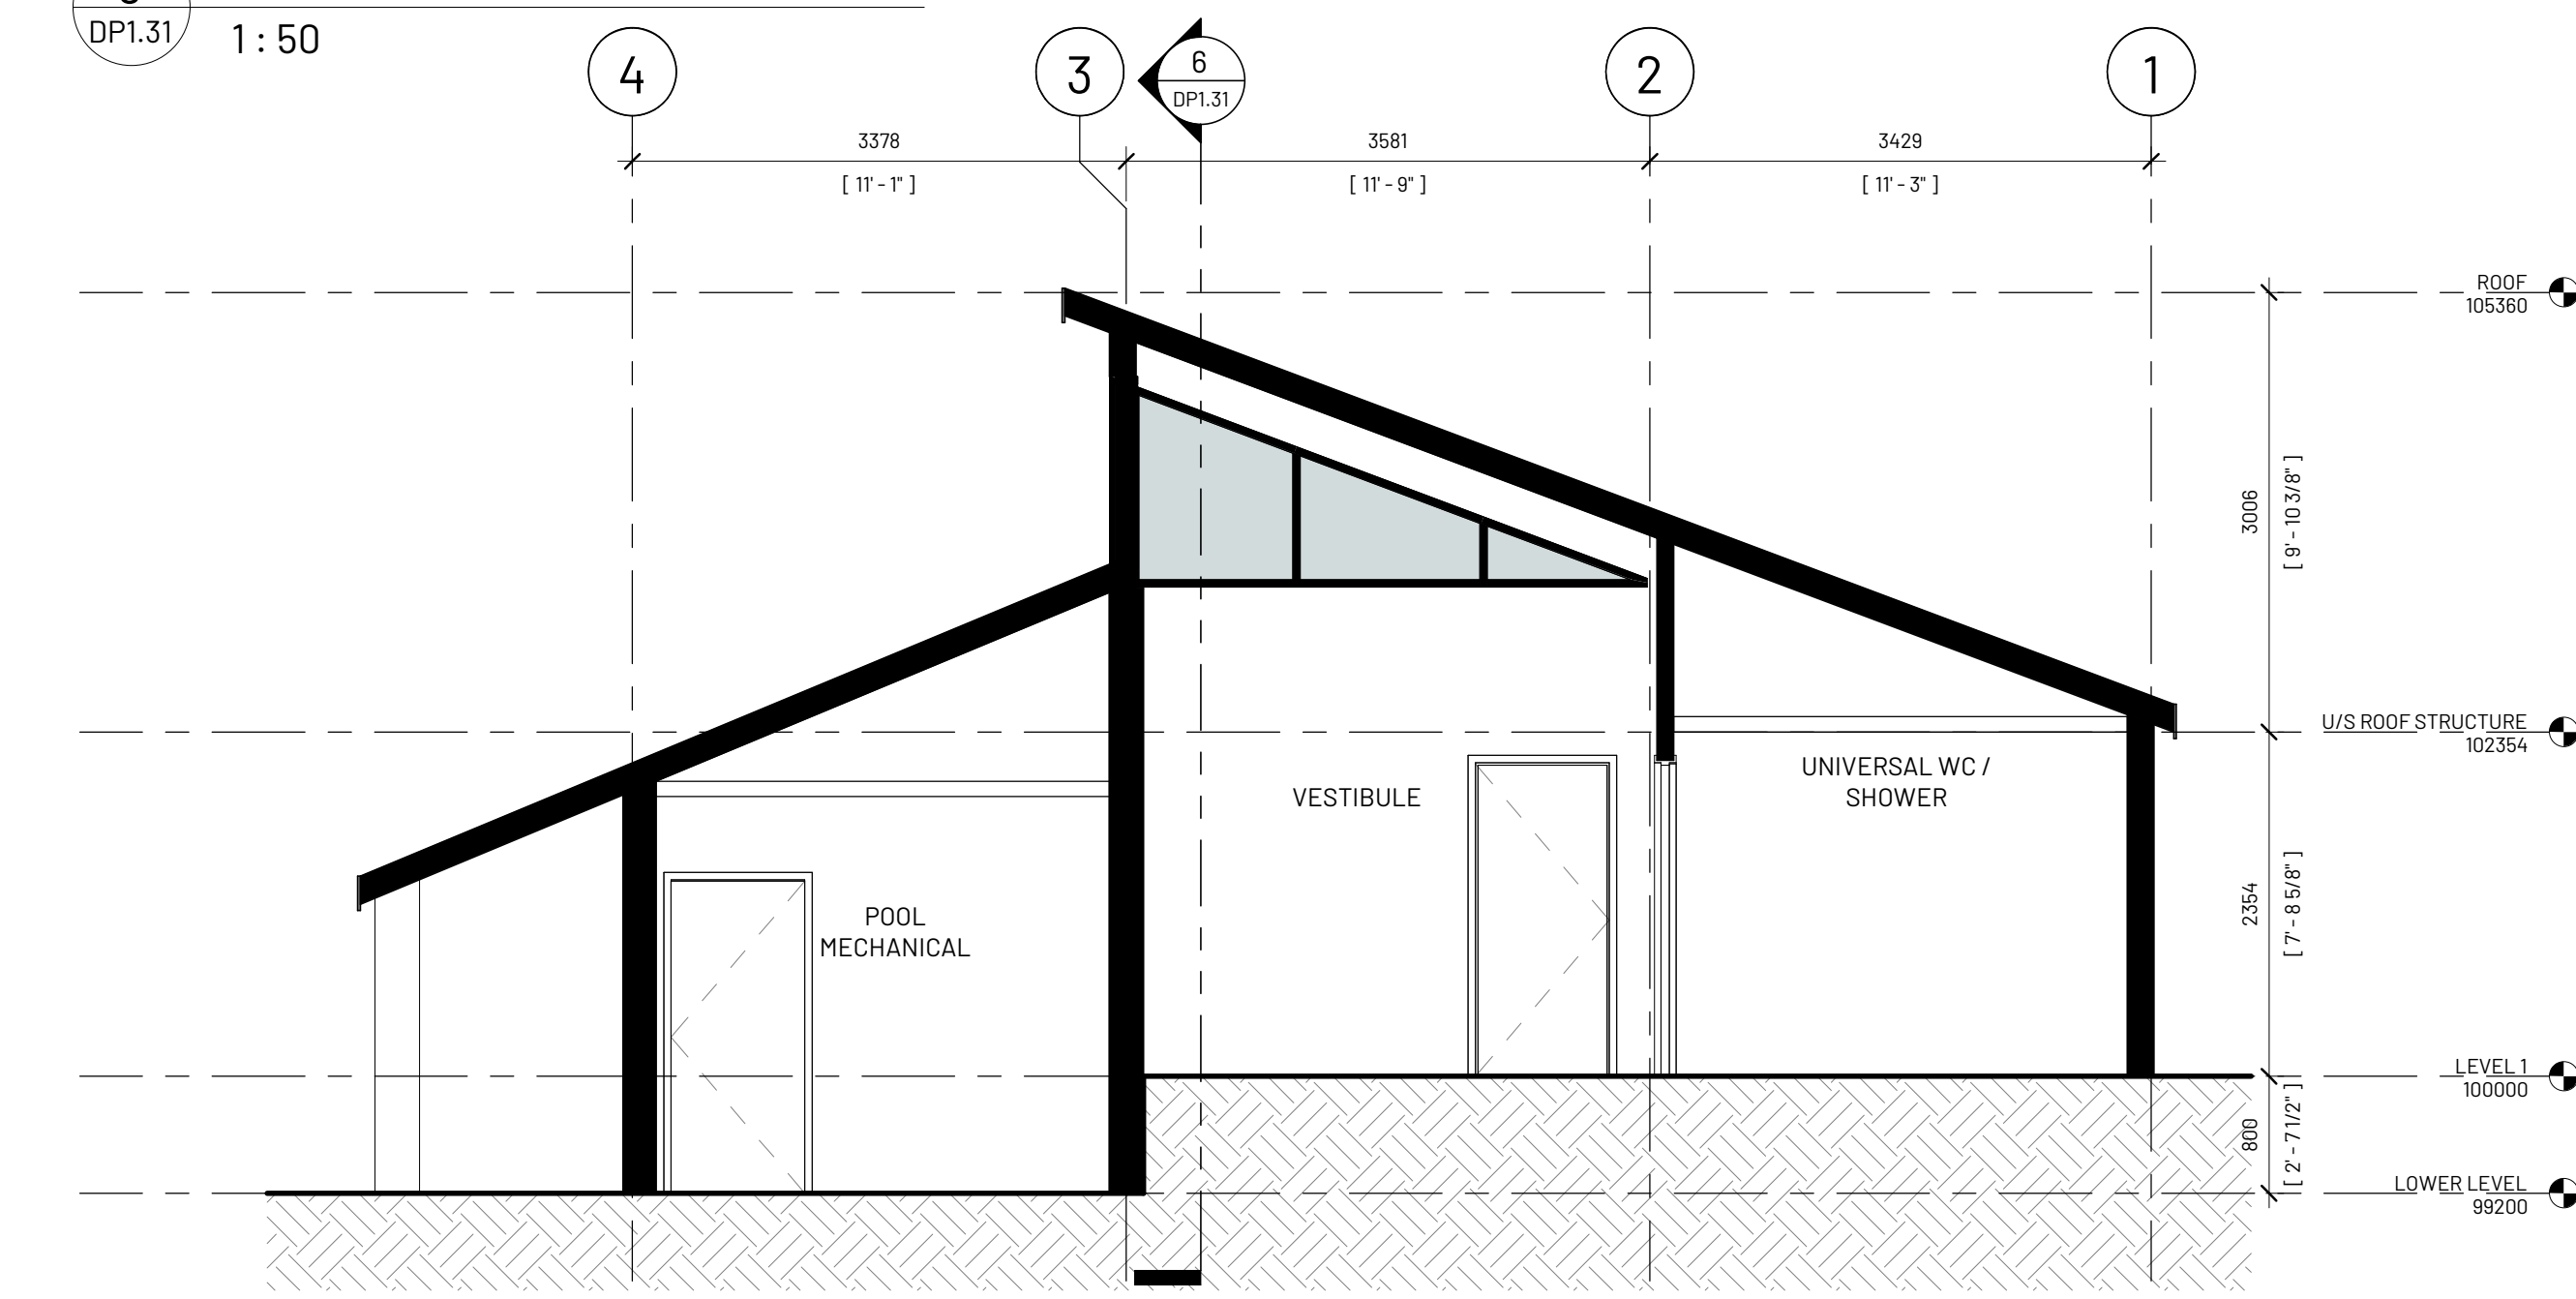 DP1.31
1 : 50
4
3
6
DP1.31
2
1
3378
3581
3429
[ 11' - 1" ]
[ 11' - 9" ]
[ 11' - 3" ]
ROOF
105360
3006
[ 9' - 10 3/8" ]
U/S ROOF STRUCTURE
102354
UNIVERSAL WC /
SHOWER
VESTIBULE
POOL
MECHANICAL
2354
[ 7' - 8 5/8" ]
LEVEL 1
100000
800
[ 2' - 7 1/2" ]
LOWER LEVEL
99200